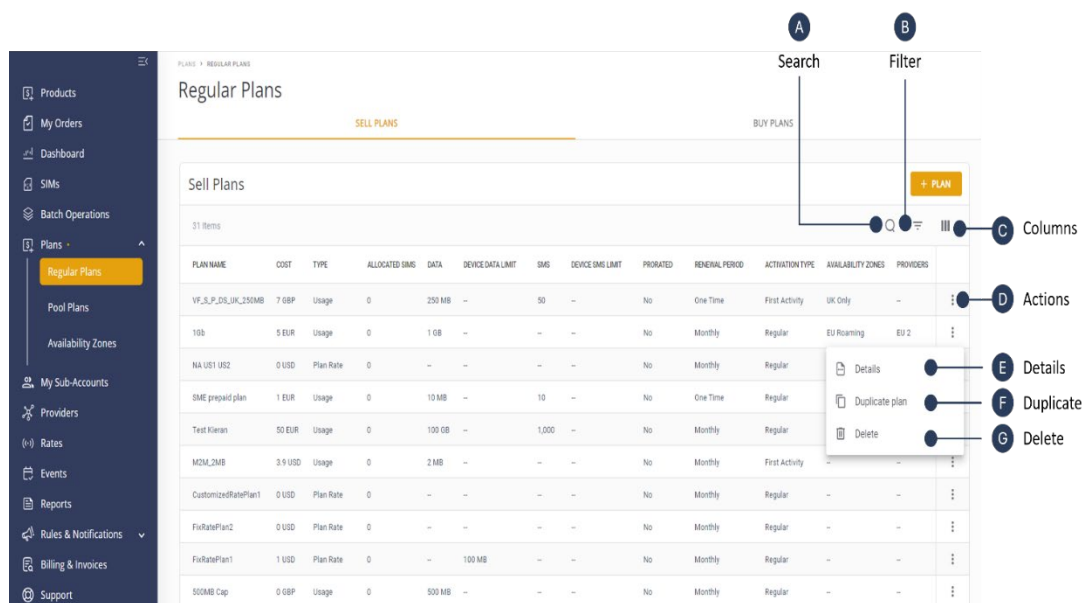 A B
Search Filter
PLANS > REGULAR PLANS
Regular Plans
SELL PLANS BUY PLANS
Products
My Orders
Dashboard
SIMs
Batch Operations
Plans
Regular Plans
Pool Plans
Availability Zones
My Sub-Accounts
Providers
Rates
Events
Reports
Rules & Notifications
Billing & Invoices
Support
Sell Plans + PLAN
31 Items
C Columns
PLAN NAME COST TYPE ALLOCATED SIMS DATA DEVICE DATA LIMIT SMS DEVICE SMS LIMIT PRORATED RENEWAL PERIOD ACTIVATION TYPE AVAILABILITY ZONES PROVIDERS
VF_S_P_DS_UK_250MB 7 GBP Usage 0 250 MB – 50 – No One Time First Activity UK Only –
D Actions
1Gb 5 EUR Usage 0 1 GB – – – No Monthly Regular EU Roaming EU 2
NA US1 US2 0 USD Plan Rate 0 – – – – No Monthly Regular
SME prepaid plan 1 EUR Usage 0 10 MB – 10 – No One Time Regular
Test Kieran 50 EUR Usage 0 100 GB – 1,000 – No Monthly Regular
Details E Details
Duplicate plan F Duplicate
Delete G Delete
M2M_2MB 3.9 USD Usage 0 2 MB – – – No Monthly First Activity – –
CustomizedRatePlan1 0 USD Plan Rate 0 – – – – No Monthly Regular – –
FixRatePlan2 0 USD Plan Rate 0 – – – – No Monthly Regular – –
FixRatePlan1 1 USD Plan Rate 0 – 100 MB – – No Monthly Regular – –
500MB Cap 0 GBP Usage 0 500 MB – – – No Monthly Regular – –